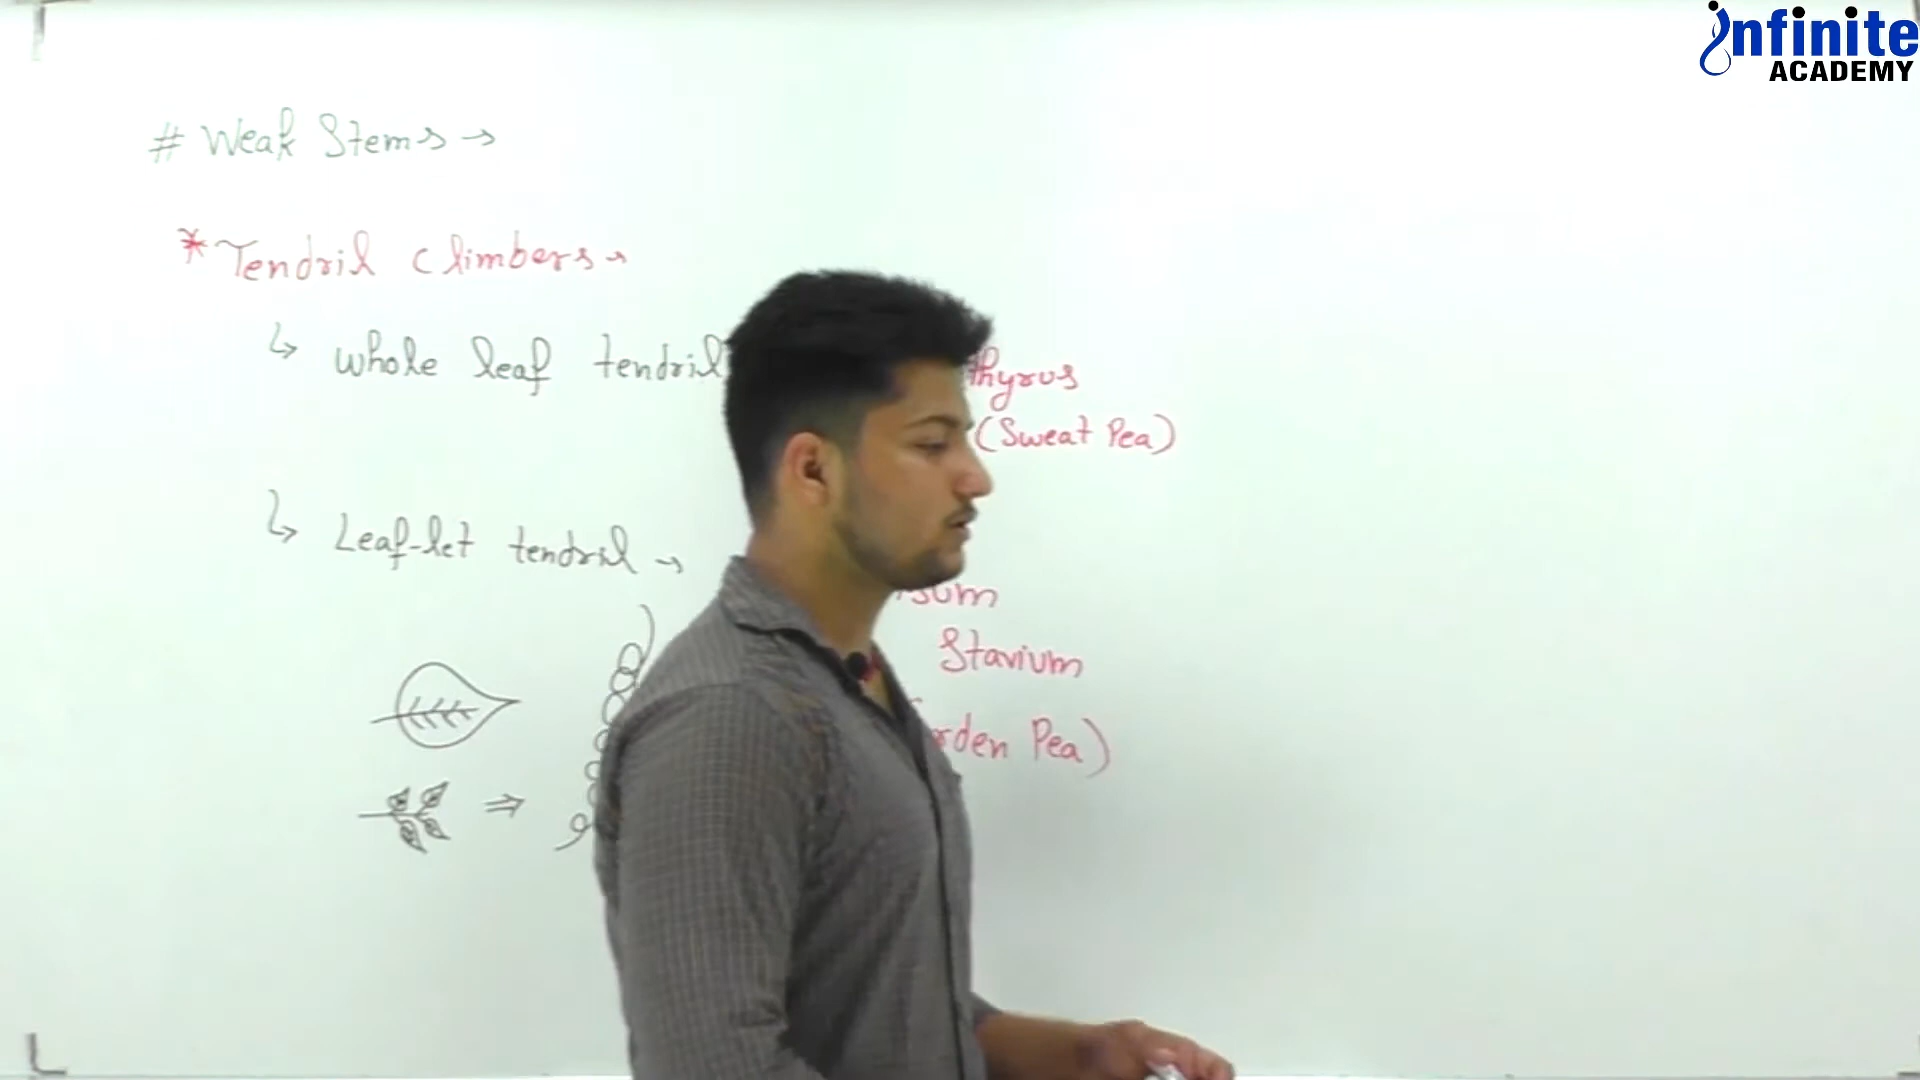 infinite
ACADEMY
# Weak Stems →
* Tendril climbers →
↳ whole leaf tendril
thyrus
(Sweat Pea)
↳ Leaf-let tendril →
sum
Stavium
rden Pea)
⇒